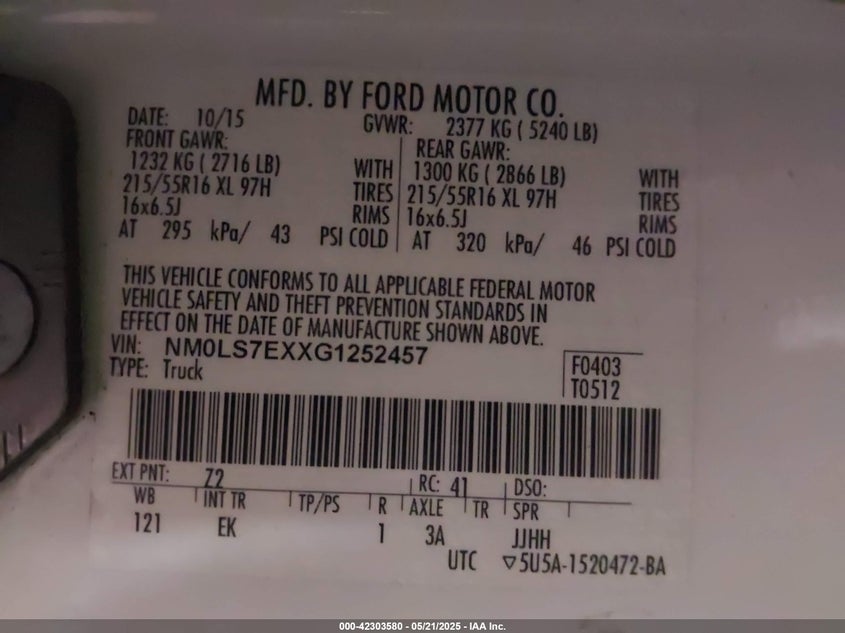 MFD. BY FORD MOTOR CO.
DATE: 10/15 GVWR: 2377 KG ( 5240 LB)
FRONT GAWR: REAR GAWR:
1232 KG ( 2716 LB) WITH 1300 KG ( 2866 LB) WITH
215/55R16 XL 97H TIRES 215/55R16 XL 97H TIRES
16x6.5J RIMS 16x6.5J RIMS
AT 295 kPa/ 43 PSI COLD AT 320 kPa/ 46 PSI COLD
THIS VEHICLE CONFORMS TO ALL APPLICABLE FEDERAL MOTOR
VEHICLE SAFETY AND THEFT PREVENTION STANDARDS IN
EFFECT ON THE DATE OF MANUFACTURE SHOWN ABOVE.
VIN: NM0LS7EXXG1252457 F0403
TYPE: Truck T0512
EXT PNT: Z2 RC: 41 DSO:
WB INT TR TP/PS R AXLE TR SPR
121 EK 1 3A JJHH
UTC ▽5U5A-1520472-BA
000-42303580 - 05/21/2025 - IAA Inc.